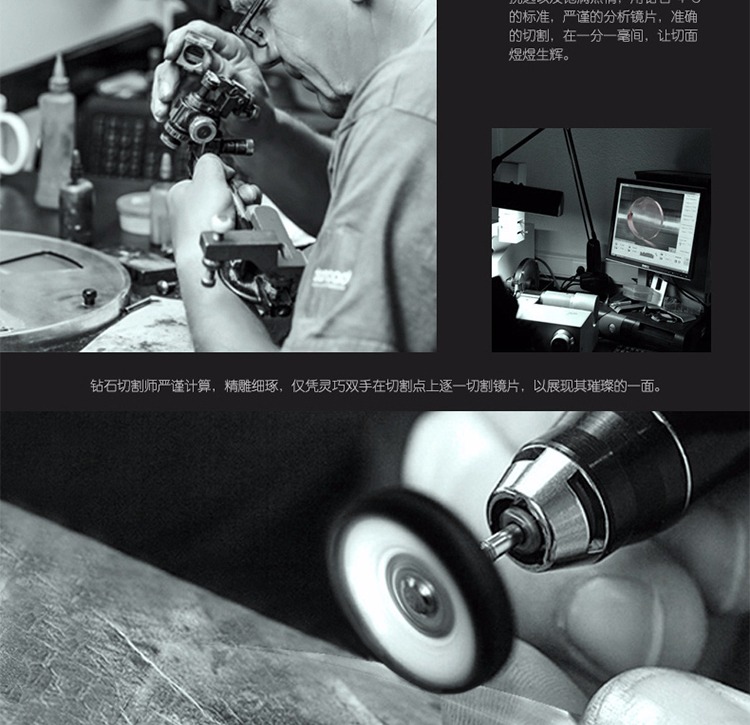 的标准，严谨的分析镜片，准确
的切割，在一分一毫间，让切面
熠熠生辉。
钻石切割师严谨计算，精雕细琢，仅凭灵巧双手在切割点上逐一切割镜片，以展现其璀璨的一面。